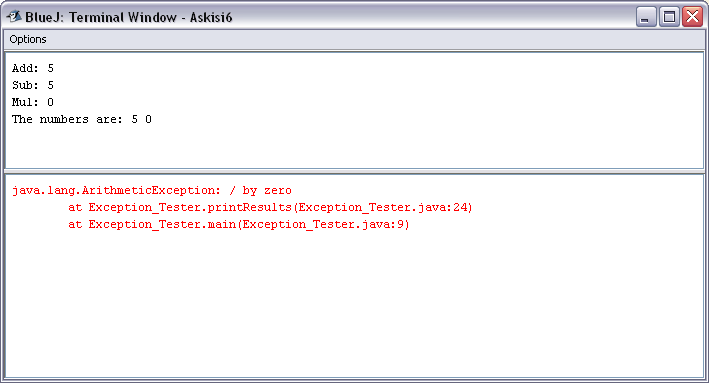 BlueJ: Terminal Window - Askisi6
Options
Add: 5
Sub: 5
Mul: 0
The numbers are: 5 0
java.lang.ArithmeticException: / by zero
at Exception_Tester.printResults(Exception_Tester.java:24)
at Exception_Tester.main(Exception_Tester.java:9)